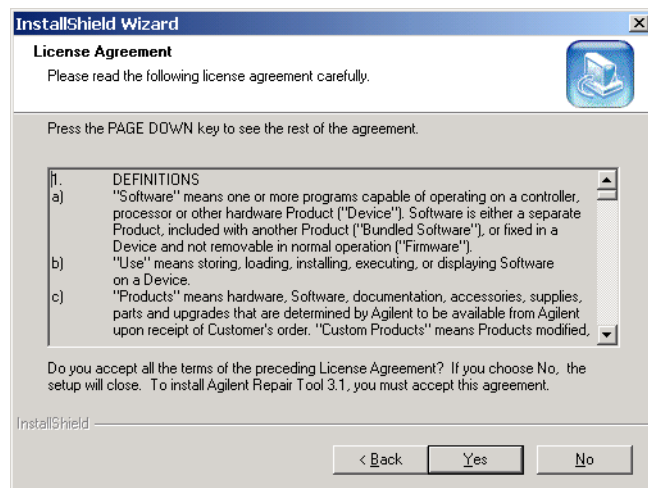 InstallShield Wizard
License Agreement
Please read the following license agreement carefully.
Press the PAGE DOWN key to see the rest of the agreement.
1. DEFINITIONS
a) "Software" means one or more programs capable of operating on a controller,
processor or other hardware Product ("Device"). Software is either a separate
Product, included with another Product ("Bundled Software"), or fixed in a
Device and not removable in normal operation ("Firmware").
b) "Use" means storing, loading, installing, executing, or displaying Software
on a Device.
c) "Products" means hardware, Software, documentation, accessories, supplies,
parts and upgrades that are determined by Agilent to be available from Agilent
upon receipt of Customer's order. "Custom Products" means Products modified,
Do you accept all the terms of the preceding License Agreement? If you choose No, the
setup will close. To install Agilent Repair Tool 3.1, you must accept this agreement.
InstallShield
< Back Yes No